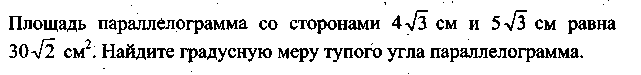 Площадь параллелограмма со сторонами 4√3 см и 5√3 см равна
30√2 см². Найдите градусную меру тупого угла параллелограмма.